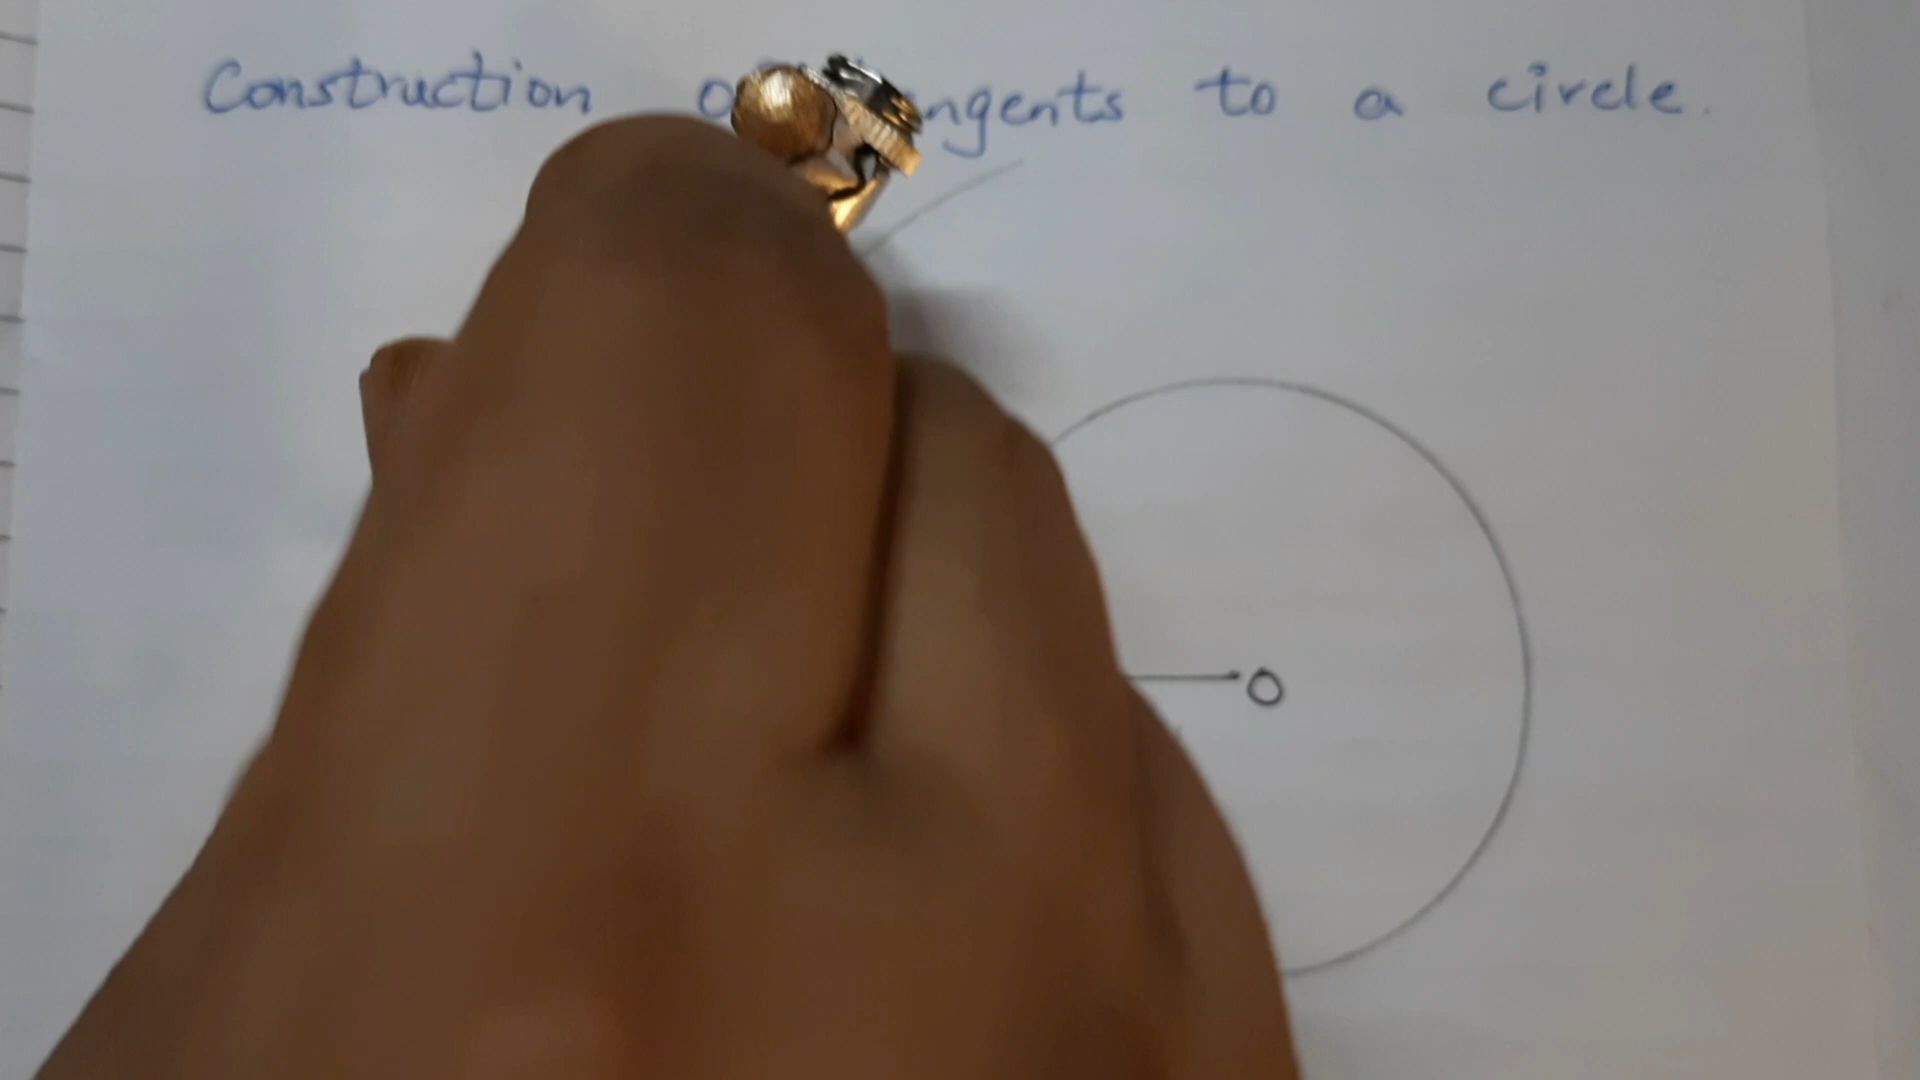 Construction ngents to a circle.
O